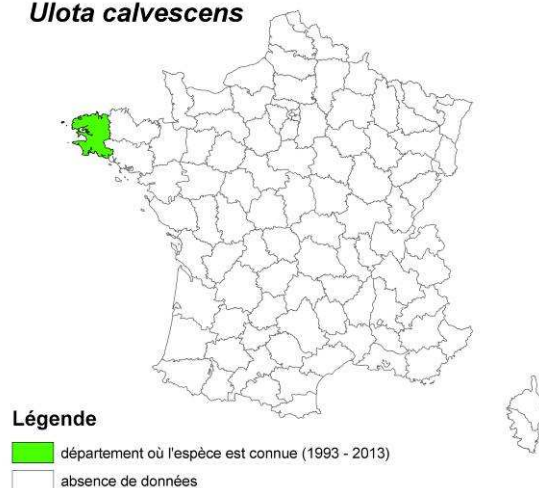 Ulota calvescens
Légende
département où l'espèce est connue (1993 - 2013)
absence de données